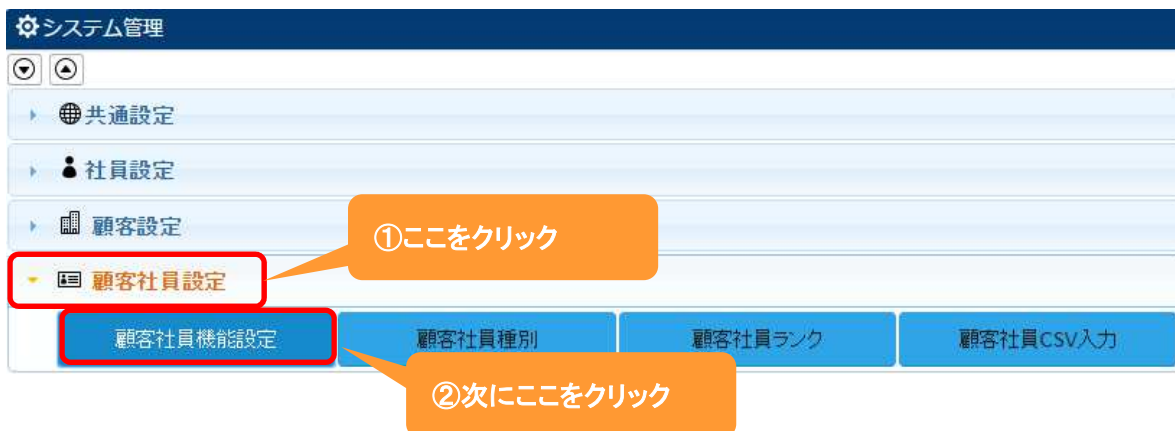 システム管理
共通設定
社員設定
顧客設定
①ここをクリック
顧客社員設定
顧客社員機能設定
顧客社員種別
顧客社員ランク
顧客社員CSV入力
②次にここをクリック